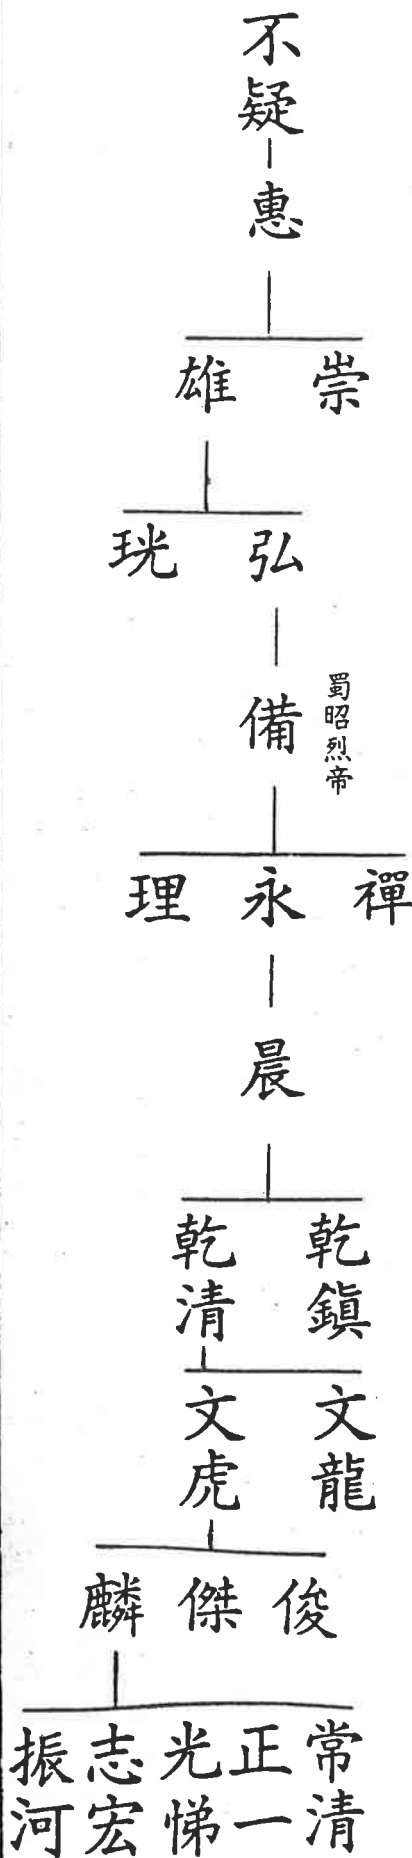 不疑
惠
崇 雄
弘 珖
備 蜀昭烈帝
禪 永 理
晨
乾鎮 乾清
文龍 文虎
俊 傑 麟
常清 正一 光悌 志宏 振河